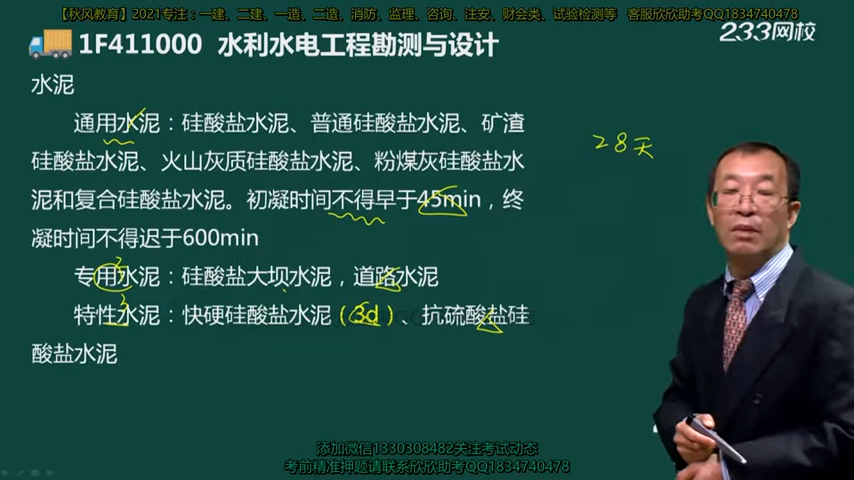 【秋风教育】2021专注：一建、二建、一造、二造、消防、监理、咨询、注安、财会类、试验检测等 客服欣欣助考QQ1834740478
1F411000 水利水电工程勘测与设计
233网校
水泥
通用水泥：硅酸盐水泥、普通硅酸盐水泥、矿渣
硅酸盐水泥、火山灰质硅酸盐水泥、粉煤灰硅酸盐水
泥和复合硅酸盐水泥。初凝时间不得早于45min，终
凝时间不得迟于600min
28天
专用水泥：硅酸盐大坝水泥，道路水泥
2
特性水泥：快硬硅酸盐水泥（3d）、抗硫酸盐硅
3
酸盐水泥
添加微信1330308482关注考试动态
考前精准押题请联系欣欣助考QQ1834740478